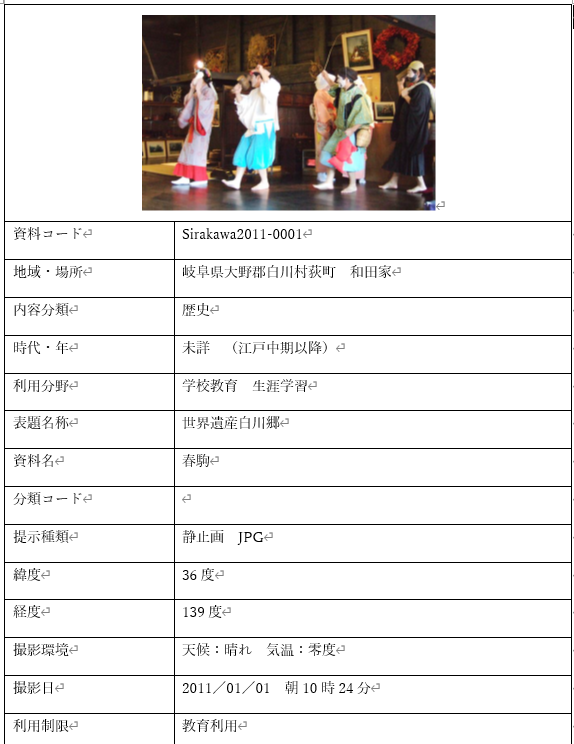 資料コード Sirakawa2011-0001
地域・場所 岐阜県大野郡白川村荻町　和田家
内容分類 歴史
時代・年 未詳　（江戸中期以降）
利用分野 学校教育　生涯学習
表題名称 世界遺産白川郷
資料名 春駒
分類コード
提示種類 静止画　JPG
緯度 36 度
経度 139 度
撮影環境 天候：晴れ　気温：零度
撮影日 2011／01／01　朝 10 時 24 分
利用制限 教育利用